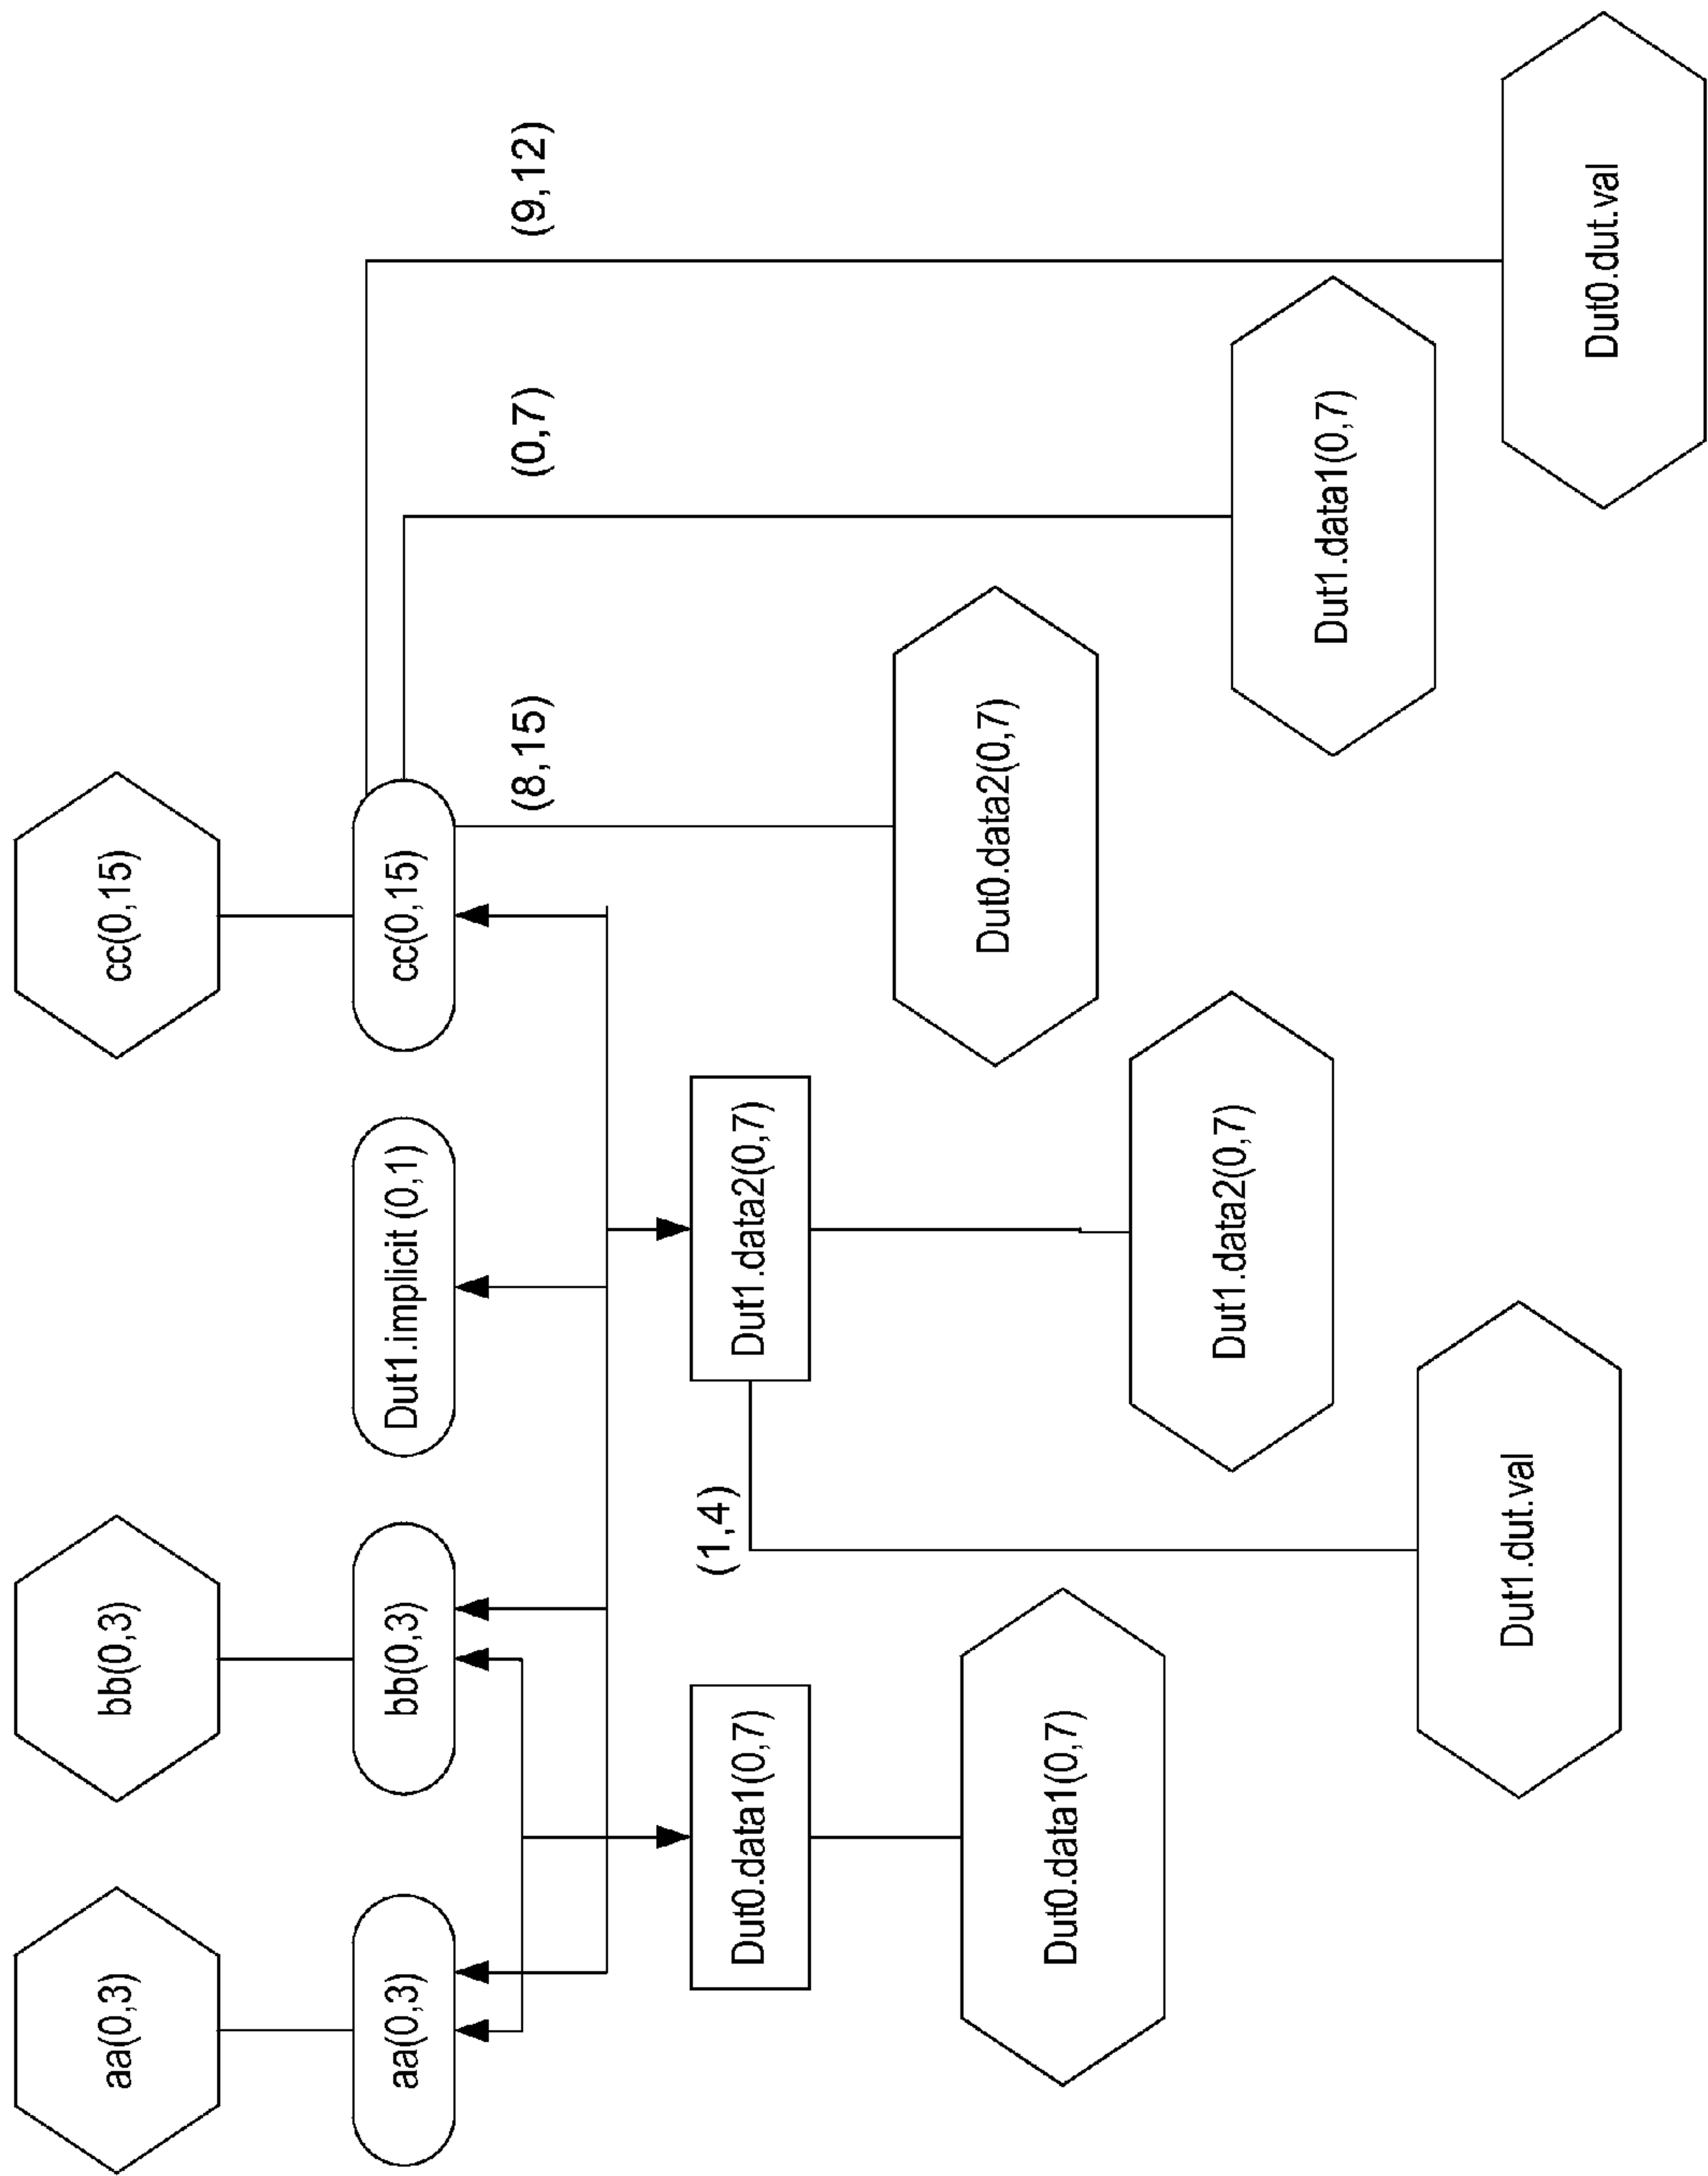 aa(0,3)
bb(0,3)
cc(0,15)
aa(0,3)
bb(0,3)
Dut1.implicit (0,1)
cc(0,15)
(8,15)
(0,7)
(9,12)
(1,4)
Dut0.data1(0,7)
Dut1.data2(0,7)
Dut0.data2(0,7)
Dut0.data1(0,7)
Dut1.data2(0,7)
Dut1.data1(0,7)
Dut1.dut.val
Dut0.dut.val